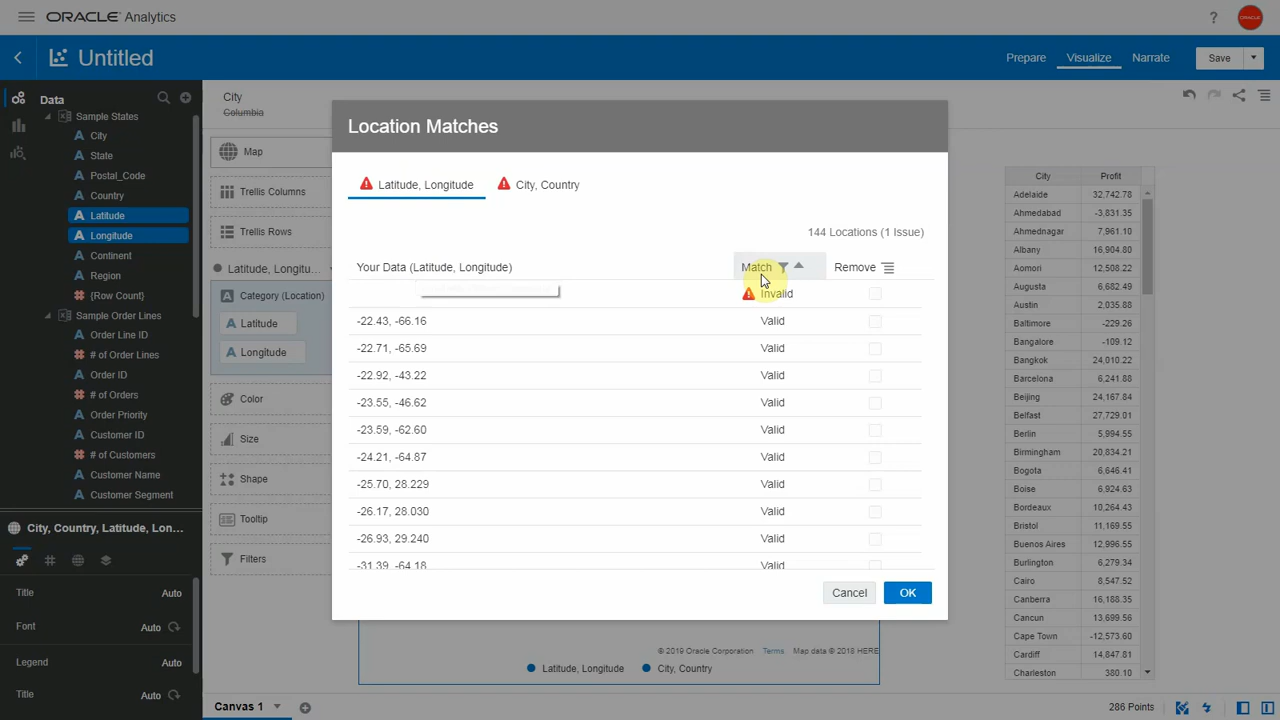 ORACLE Analytics
?
ORACLE
Untitled
Prepare
Visualize
Narrate
Save
Data
Sample States
City
State
Postal_Code
Country
Latitude
Longitude
Continent
Region
{Row Count}
Sample Order Lines
Order Line ID
# of Order Lines
Order ID
# of Orders
Order Priority
Customer ID
# of Customers
Customer Name
Customer Segment
City, Country, Latitude, Lon...
Title
Auto
Font
Auto
Legend
Auto
Title
Auto
City
Columbia
Map
Trellis Columns
Trellis Rows
Latitude, Longitu...
Category (Location)
Latitude
Longitude
Color
Size
Shape
Tooltip
Filters
Location Matches
Latitude, Longitude
City, Country
144 Locations (1 Issue)
Your Data (Latitude, Longitude)
Match
Remove
Invalid
-22.43, -66.16 Valid
-22.71, -65.69 Valid
-22.92, -43.22 Valid
-23.55, -46.62 Valid
-23.59, -62.60 Valid
-24.21, -64.87 Valid
-25.70, 28.229 Valid
-26.17, 28.030 Valid
-26.93, 29.240 Valid
-31.39, -64.18 Valid
Cancel
OK
© 2019 Oracle Corporation Terms Map data © 2018 HERE
Latitude, Longitude
City, Country
City Profit
Adelaide 32,742.78
Ahmedabad -3,831.35
Ahmednagar 7,961.10
Albany 16,904.80
Aomori 12,508.22
Augusta 6,682.49
Austin 2,035.88
Baltimore -229.26
Bangalore -109.12
Bangkok 24,010.22
Barcelona 6,241.88
Beijing 24,167.84
Belfast 27,729.01
Berlin 5,994.55
Birmingham 20,834.21
Bogota 6,646.41
Boise 6,924.63
Bordeaux 10,264.43
Bristol 11,169.55
Buenos Aires 12,996.55
Burlington 6,279.34
Cairo 8,547.52
Canberra 16,188.35
Cancun 13,699.56
Cape Town -12,573.60
Cardiff 14,847.81
Charleston 380.10
Canvas 1
286 Points